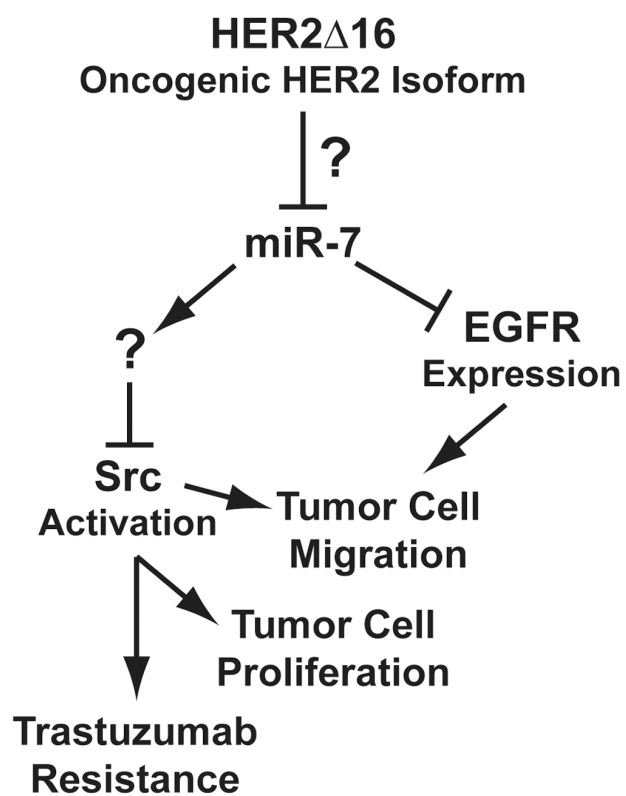 HER2Δ16
Oncogenic HER2 Isoform
?
miR-7
?
EGFR
Expression
Src
Activation
Tumor Cell
Migration
Tumor Cell
Proliferation
Trastuzumab
Resistance